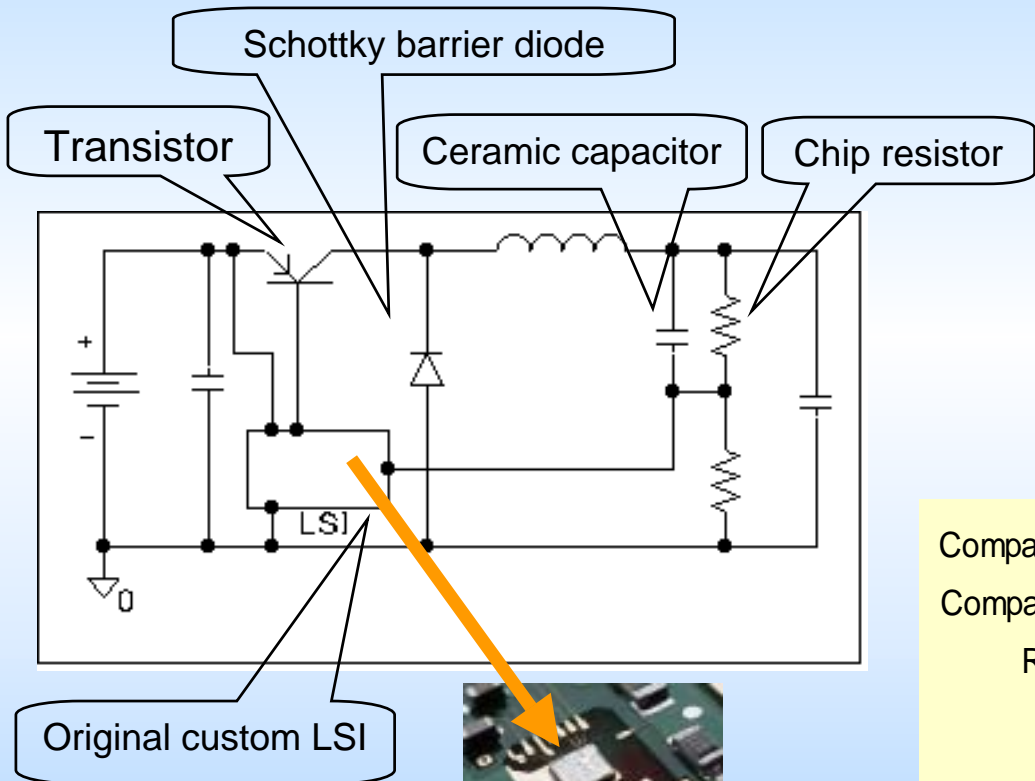 Schottky barrier diode
Transistor
Ceramic capacitor
Chip resistor
+
-
LSI
0
Original custom LSI